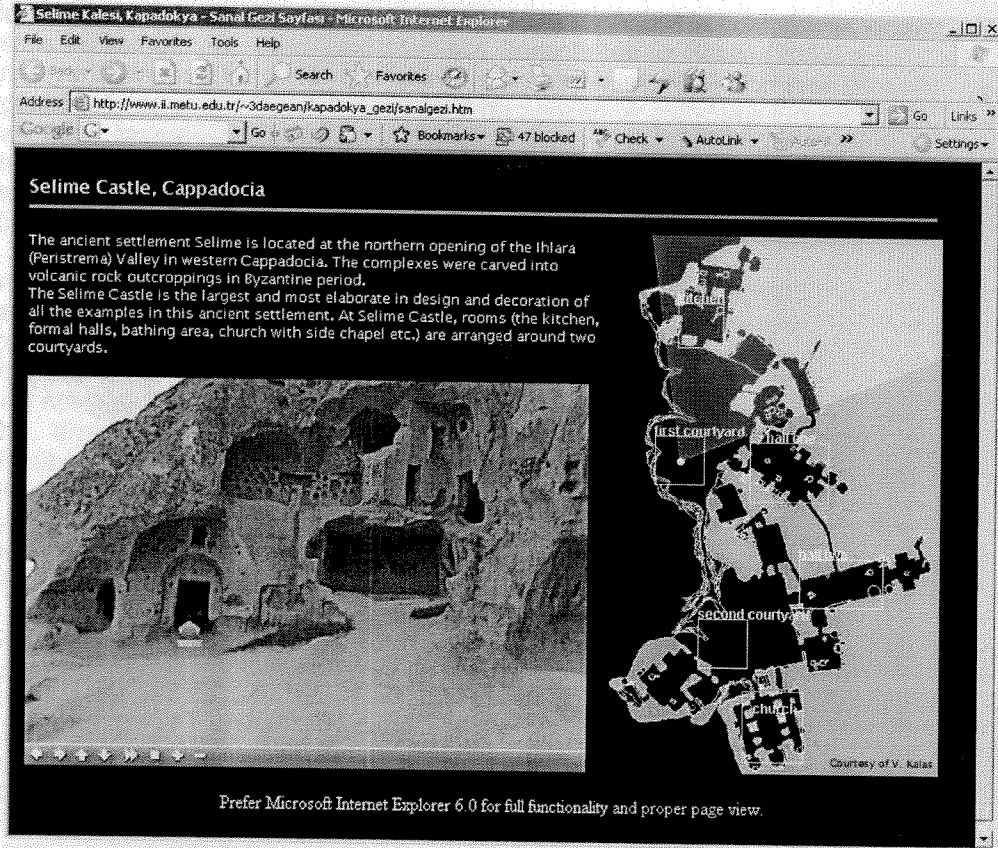 Selime Kalesi, Kapadokya - Sanal Gezi Sayfası - Microsoft Internet Explorer
File Edit View Favorites Tools Help
Back Search Favorites
Address http://www.ii.metu.edu.tr/~3daegean/kapadokya_gezi/sanalgezi.htm Go Links »
Google G Go Bookmarks 47 blocked Check AutoLink » Settings
Selime Castle, Cappadocia
The ancient settlement Selime is located at the northern opening of the Ihlara
(Peristrema) Valley in western Cappadocia. The complexes were carved into
volcanic rock outcroppings in Byzantine period.
The Selime Castle is the largest and most elaborate in design and decoration of
all the examples in this ancient settlement. At Selime Castle, rooms (the kitchen,
formal halls, bathing area, church with side chapel etc.) are arranged around two
courtyards.
kitchen
first courtyard
hall one
second courtyard
church
Courtesy of V. Kalas
Prefer Microsoft Internet Explorer 6.0 for full functionality and proper page view.